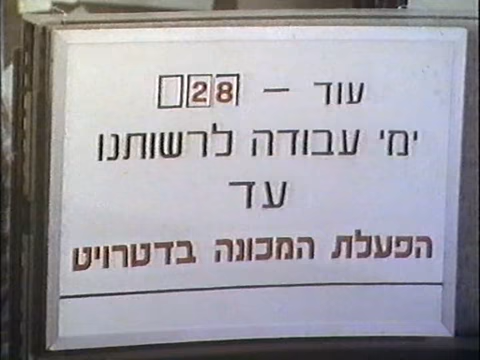 עוד – 28
ימי עבודה לרשותנו
עד
הפעלת המכונה בדטרויט